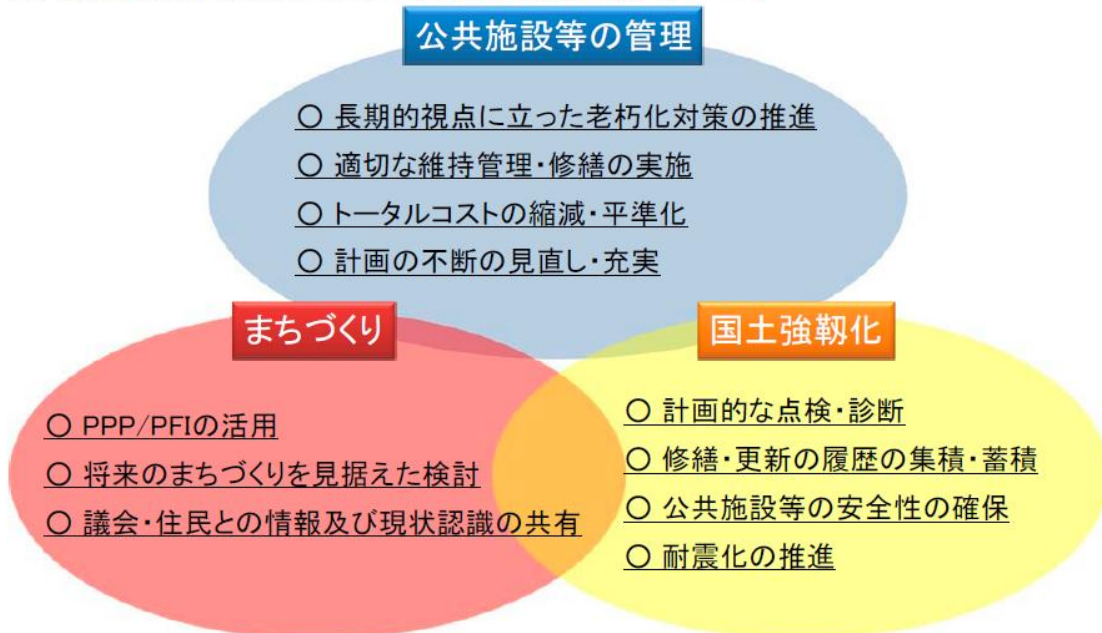 公共施設等の管理
〇 長期的視点に立った老朽化対策の推進
〇 適切な維持管理・修繕の実施
〇 トータルコストの縮減・平準化
〇 計画の不断の見直し・充実
まちづくり
〇 PPP/PFIの活用
〇 将来のまちづくりを見据えた検討
〇 議会・住民との情報及び現状認識の共有
国土強靱化
〇 計画的な点検・診断
〇 修繕・更新の履歴の集積・蓄積
〇 公共施設等の安全性の確保
〇 耐震化の推進